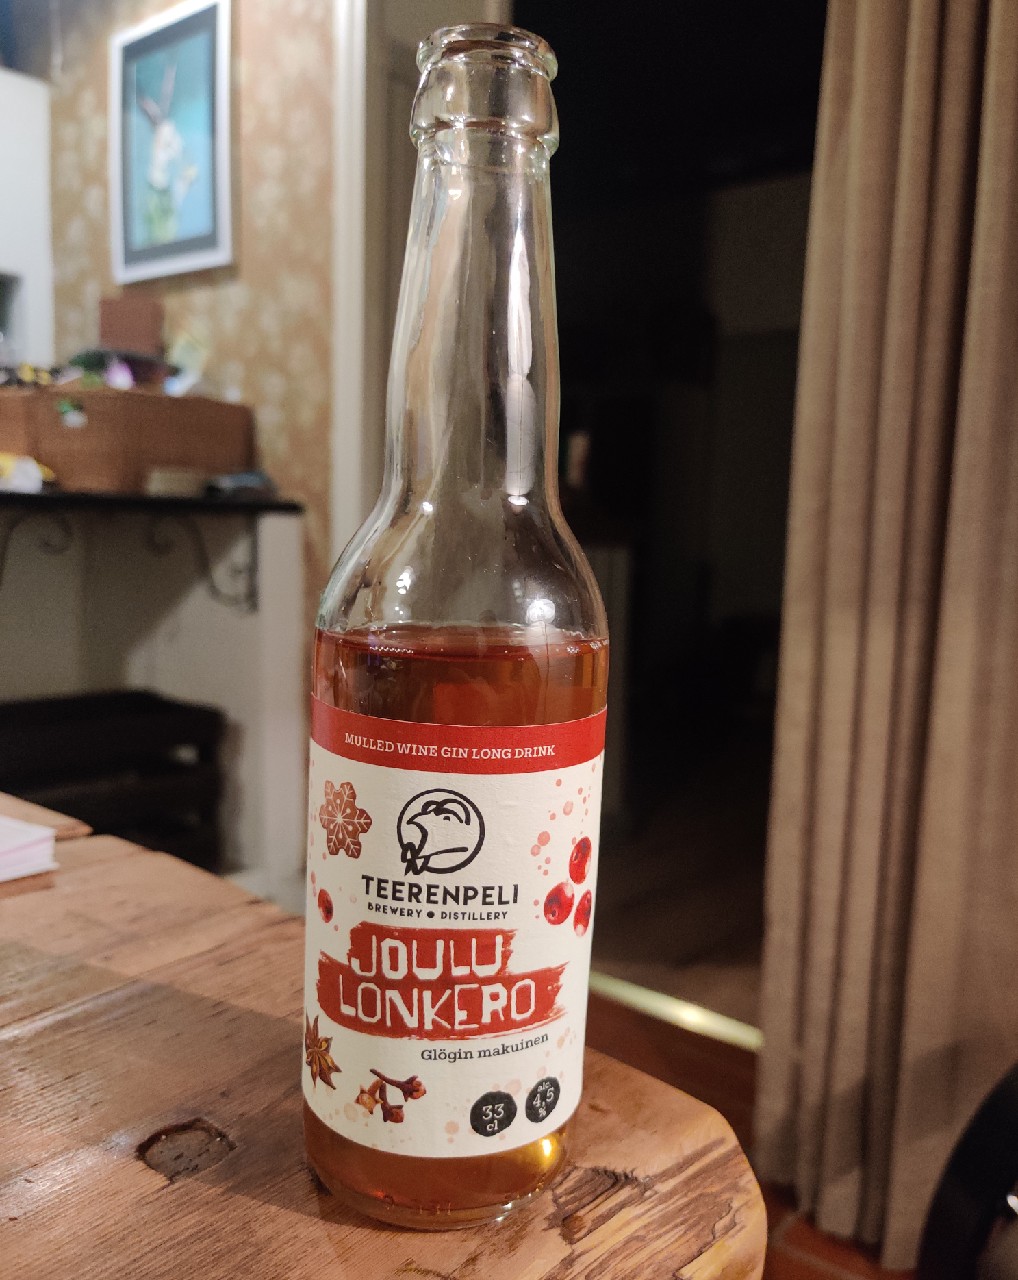 MULLED WINE GIN LONG DRINK
TEERENPELI
BREWERY • DISTILLERY
JOULU
LONKERO
Glögin makuinen
33
cl
alc.
4,5
%